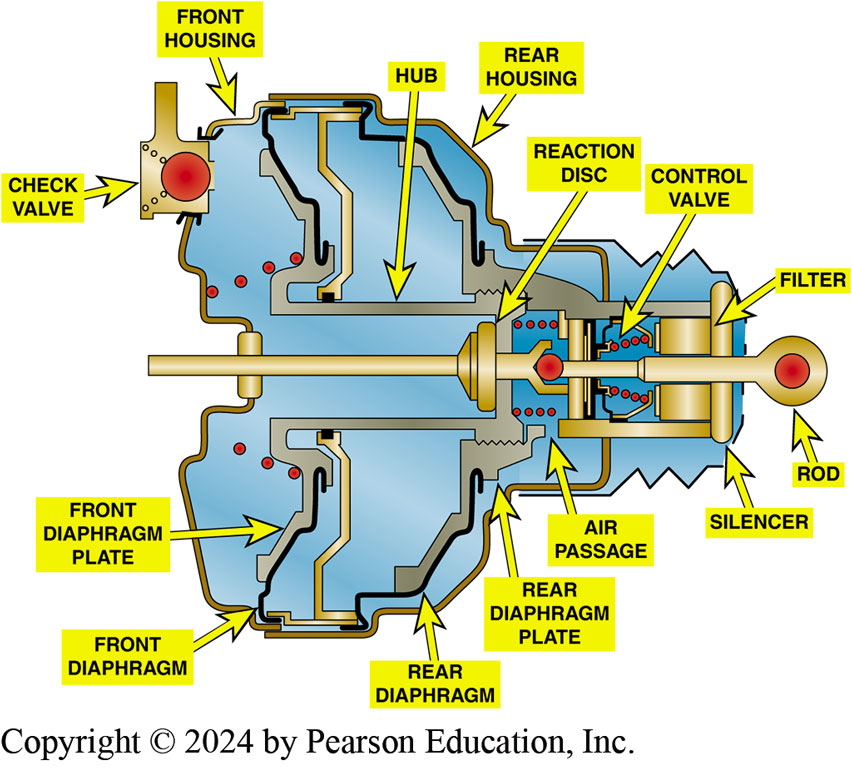 FRONT
HOUSING
HUB
REAR
HOUSING
REACTION
DISC
CONTROL
VALVE
CHECK
VALVE
FILTER
ROD
SILENCER
AIR
PASSAGE
FRONT
DIAPHRAGM
PLATE
REAR
DIAPHRAGM
PLATE
FRONT
DIAPHRAGM
REAR
DIAPHRAGM
Copyright © 2024 by Pearson Education, Inc.